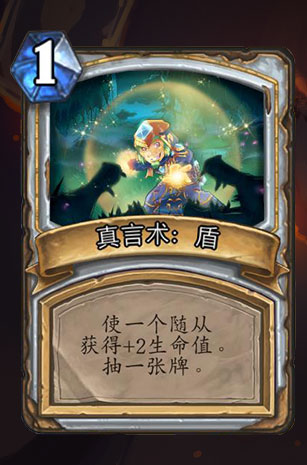 1
真言术：盾
使一个随从
获得+2生命值。
抽一张牌。